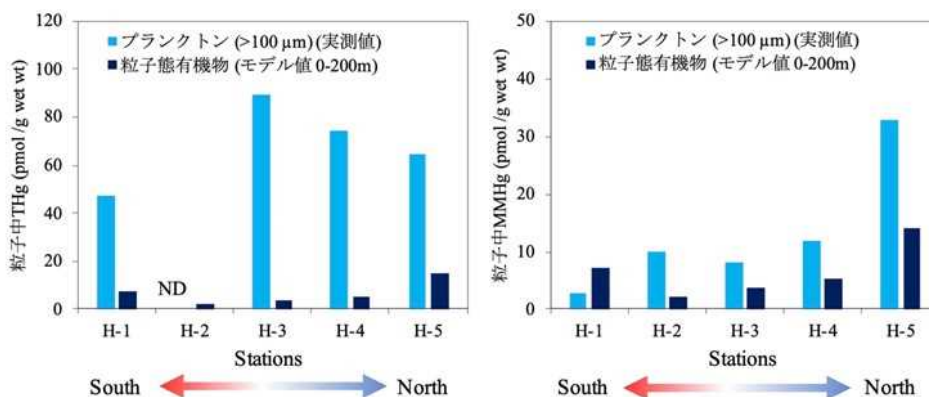 120
100
80
60
40
20
0
粒子中THg (pmol /g wet wt)
プランクトン (>100 µm) (実測値)
粒子態有機物 (モデル値 0-200m)
ND
H-1 H-2 H-3 H-4 H-5
Stations
South North
50
40
30
20
10
0
粒子中MMHg (pmol /g wet wt)
プランクトン (>100 µm) (実測値)
粒子態有機物 (モデル値 0-200m)
H-1 H-2 H-3 H-4 H-5
Stations
South North